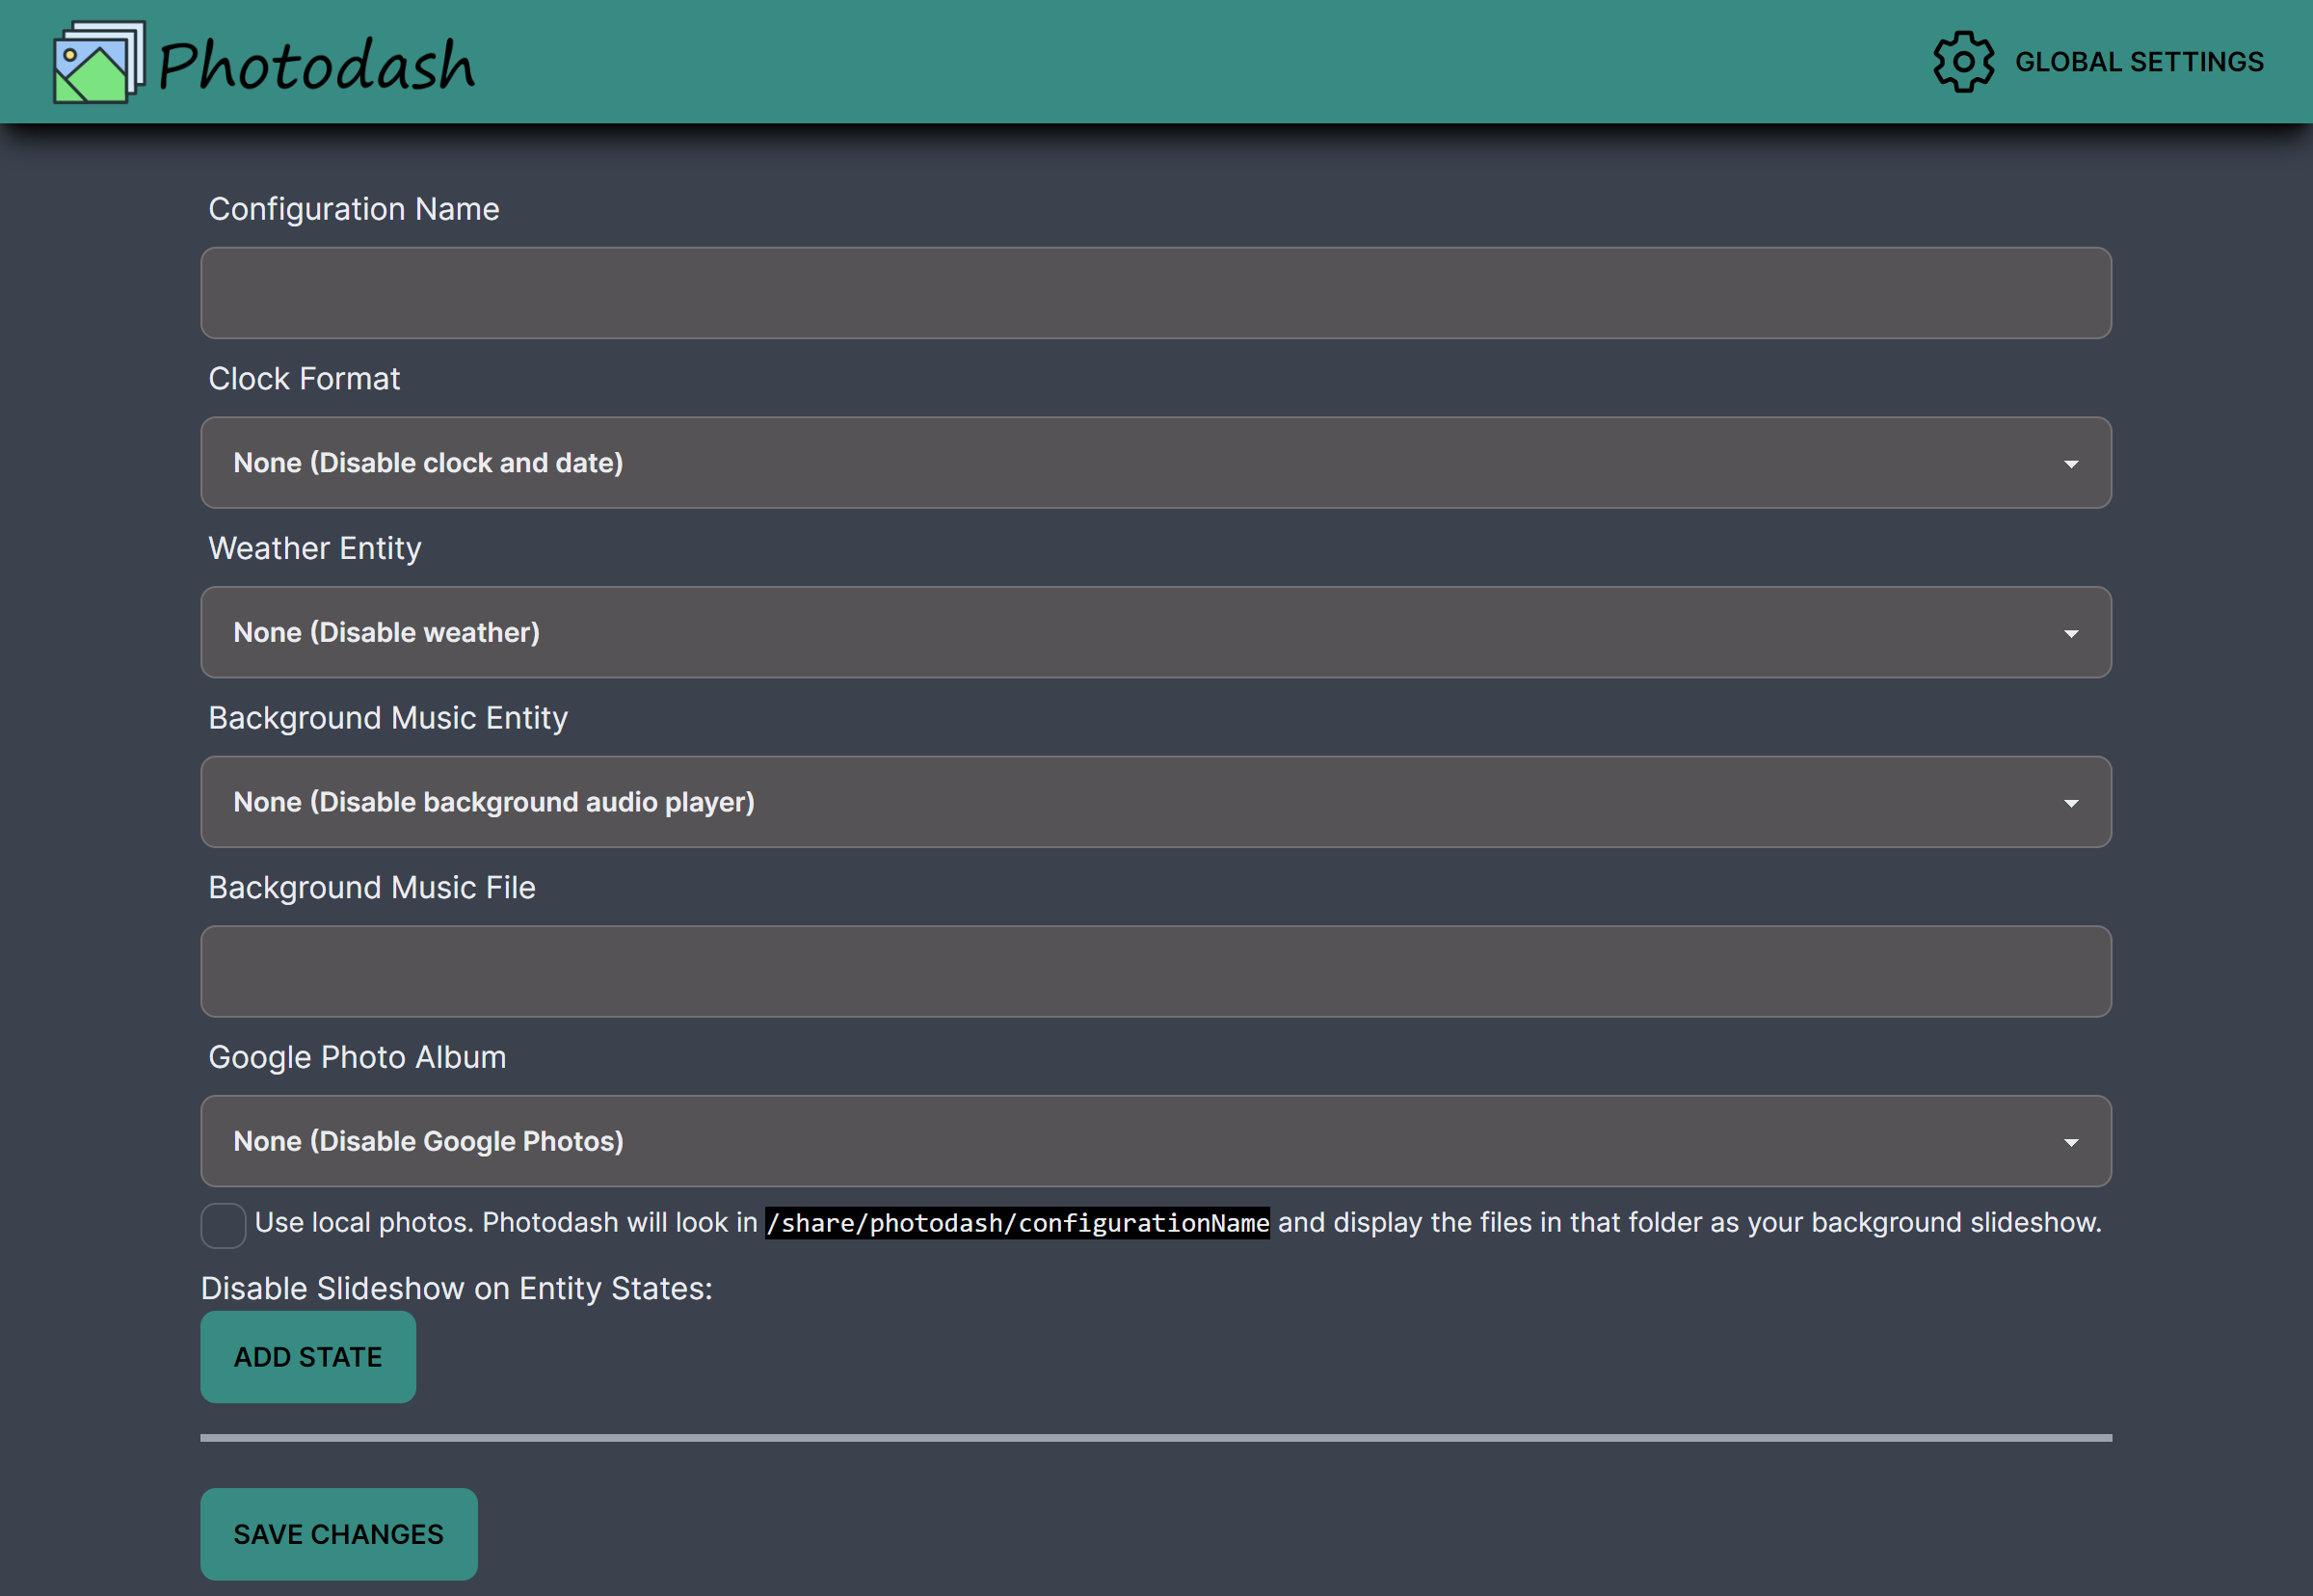 Photodash
GLOBAL SETTINGS
Configuration Name
Clock Format
None (Disable clock and date)
Weather Entity
None (Disable weather)
Background Music Entity
None (Disable background audio player)
Background Music File
Google Photo Album
None (Disable Google Photos)
Use local photos. Photodash will look in /share/photodash/configurationName and display the files in that folder as your background slideshow.
Disable Slideshow on Entity States:
ADD STATE
SAVE CHANGES